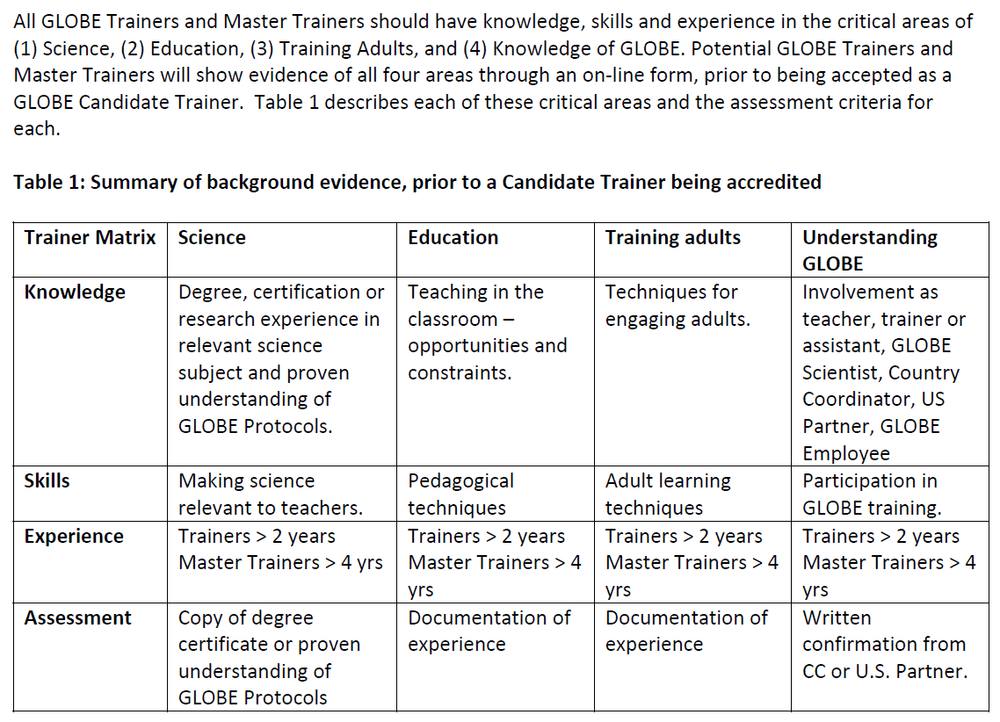 All GLOBE Trainers and Master Trainers should have knowledge, skills and experience in the critical areas of
(1) Science, (2) Education, (3) Training Adults, and (4) Knowledge of GLOBE. Potential GLOBE Trainers and
Master Trainers will show evidence of all four areas through an on-line form, prior to being accepted as a
GLOBE Candidate Trainer.  Table 1 describes each of these critical areas and the assessment criteria for
each.
Table 1: Summary of background evidence, prior to a Candidate Trainer being accredited
Trainer Matrix
Science
Education
Training adults
Understanding
GLOBE
Knowledge
Degree, certification or
research experience in
relevant science
subject and proven
understanding of
GLOBE Protocols.
Teaching in the
classroom –
opportunities and
constraints.
Techniques for
engaging adults.
Involvement as
teacher, trainer or
assistant, GLOBE
Scientist, Country
Coordinator, US
Partner, GLOBE
Employee
Skills
Making science
relevant to teachers.
Pedagogical
techniques
Adult learning
techniques
Participation in
GLOBE training.
Experience
Trainers > 2 years
Master Trainers > 4 yrs
Trainers > 2 years
Master Trainers > 4
yrs
Trainers > 2 years
Master Trainers > 4
yrs
Trainers > 2 years
Master Trainers > 4
yrs
Assessment
Copy of degree
certificate or proven
understanding of
GLOBE Protocols
Documentation of
experience
Documentation of
experience
Written
confirmation from
CC or U.S. Partner.